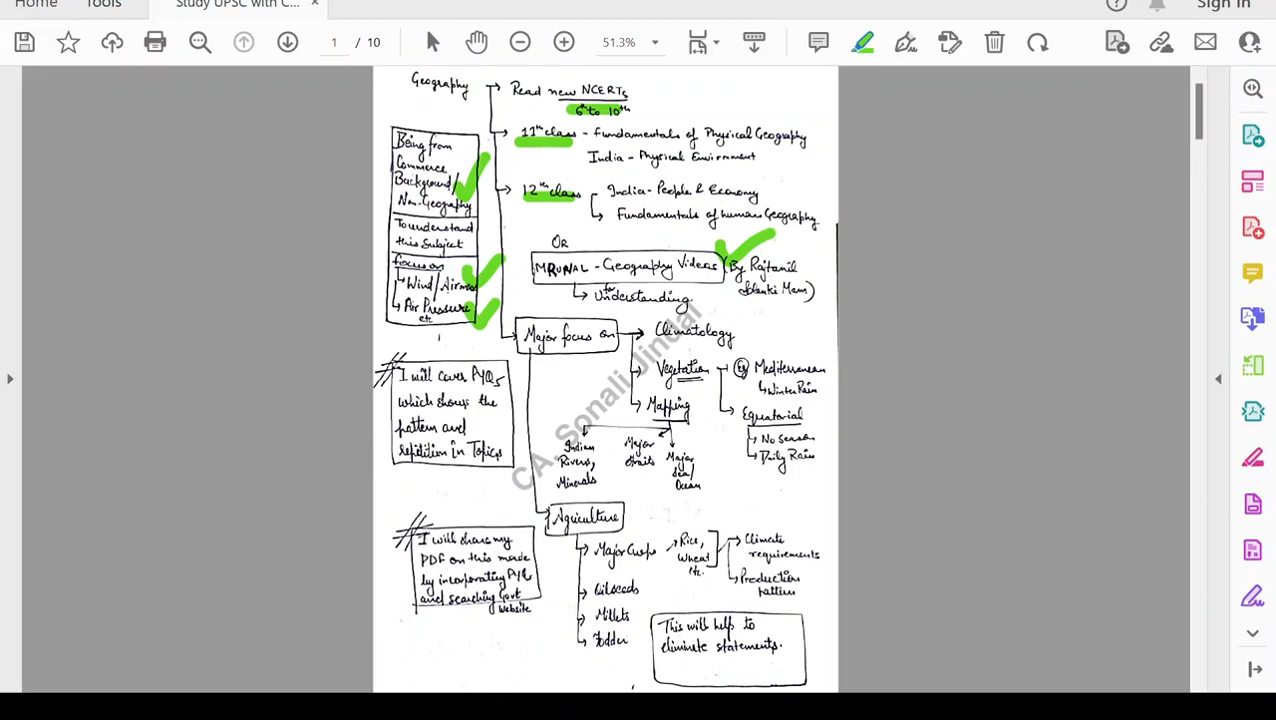 Home
Tools
Study UPSC with C...
×
Sign In
1 / 10
51.3%
Geography
Read new NCERTs
6th to 10th
11th class - Fundamentals of Physical Geography
India - Physical Environment
12th class
India - People & Economy
Fundamentals of human Geography
Being from
Commerce
Background/
Non-Geography
To understand
this Subject
focus on
Wind/Airmass
Air Pressure
etc
OR
MRUNAL - Geography Videos (By Rajtanil
Solanki Mam)
for
Understanding
Major focus on
Climatology
Vegetation
Eg Mediterranean
Winter Rain
Equatorial
No Season
Daily Rain
Mapping
Indian
Rivers,
Minerals
Major
Straits
Major
Sea/
Ocean
# I will cover PYQs
which shows the
pattern and
repitition in Topics
Agriculture
Major Crops
Rice,
Wheat
etc.
Climate
requirements
Production
pattern
Oilseeds
Millets
Fodder
# I will share my
PDF on this made
by incorporating PYQ
and searching Govt
website
This will help to
eliminate statements.
CA_Sonali Jindal